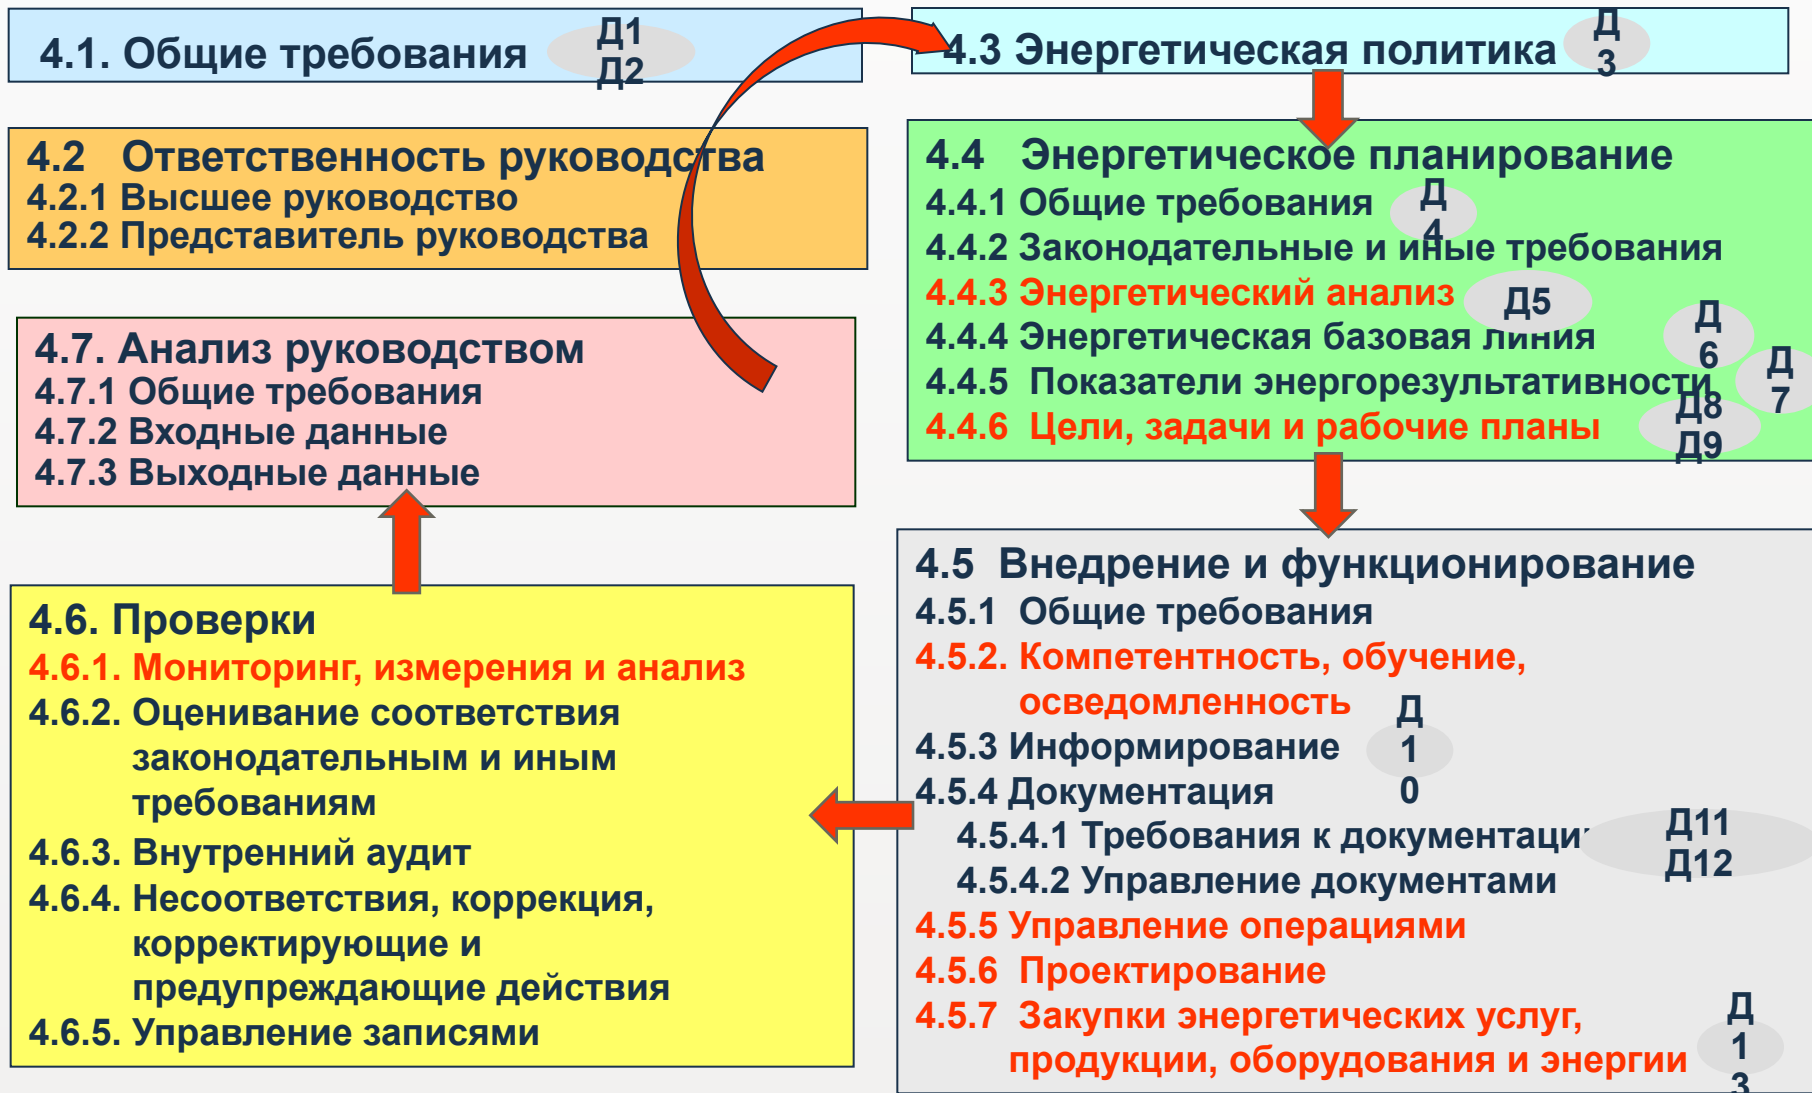 4.1. Общие требования
Д1
Д2
4.2 Ответственность руководства
4.2.1 Высшее руководство
4.2.2 Представитель руководства
4.7. Анализ руководством
4.7.1 Общие требования
4.7.2 Входные данные
4.7.3 Выходные данные
4.6. Проверки
4.6.1. Мониторинг, измерения и анализ
4.6.2. Оценивание соответствия
законодательным и иным
требованиям
4.6.3. Внутренний аудит
4.6.4. Несоответствия, коррекция,
корректирующие и
предупреждающие действия
4.6.5. Управление записями
4.3 Энергетическая политика
Д
3
4.4 Энергетическое планирование
4.4.1 Общие требования
Д
4
4.4.2 Законодательные и иные требования
4.4.3 Энергетический анализ
Д5
4.4.4 Энергетическая базовая линия
Д
6
4.4.5 Показатели энергорезультативности
Д
7
4.4.6 Цели, задачи и рабочие планы
Д8
Д9
4.5 Внедрение и функционирование
4.5.1 Общие требования
4.5.2. Компетентность, обучение,
осведомленность
4.5.3 Информирование
Д
1
0
4.5.4 Документация
4.5.4.1 Требования к документации
Д11
Д12
4.5.4.2 Управление документами
4.5.5 Управление операциями
4.5.6 Проектирование
4.5.7 Закупки энергетических услуг,
продукции, оборудования и энергии
Д
1
3